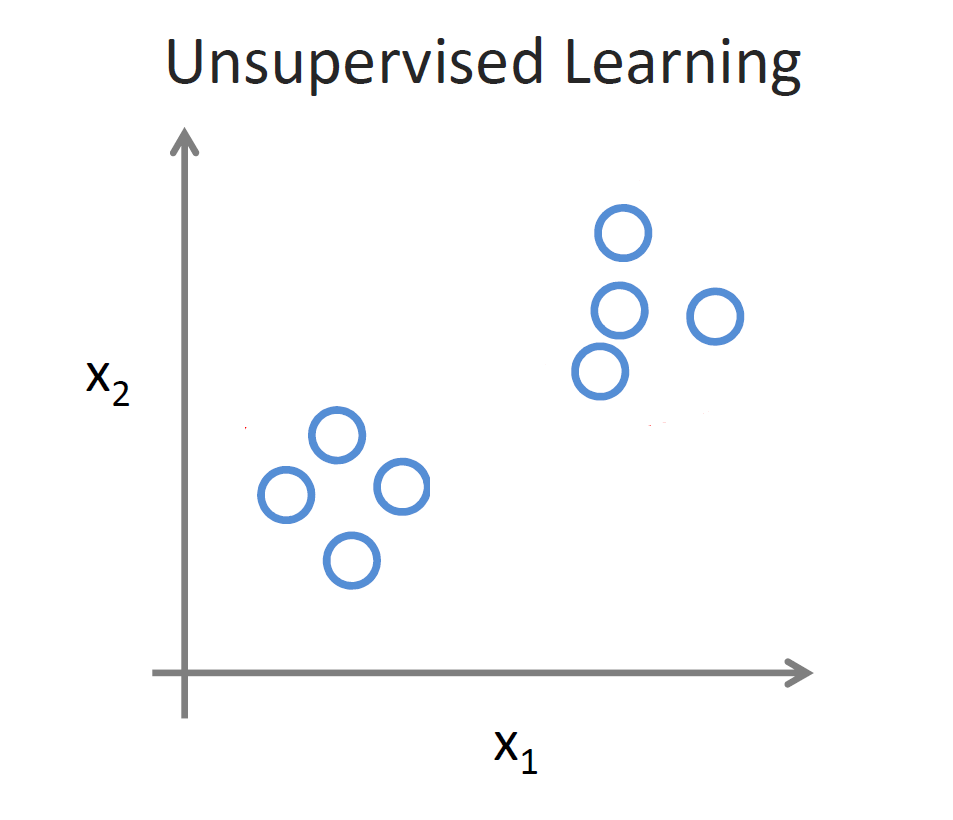 Unsupervised Learning
x₂
x₁